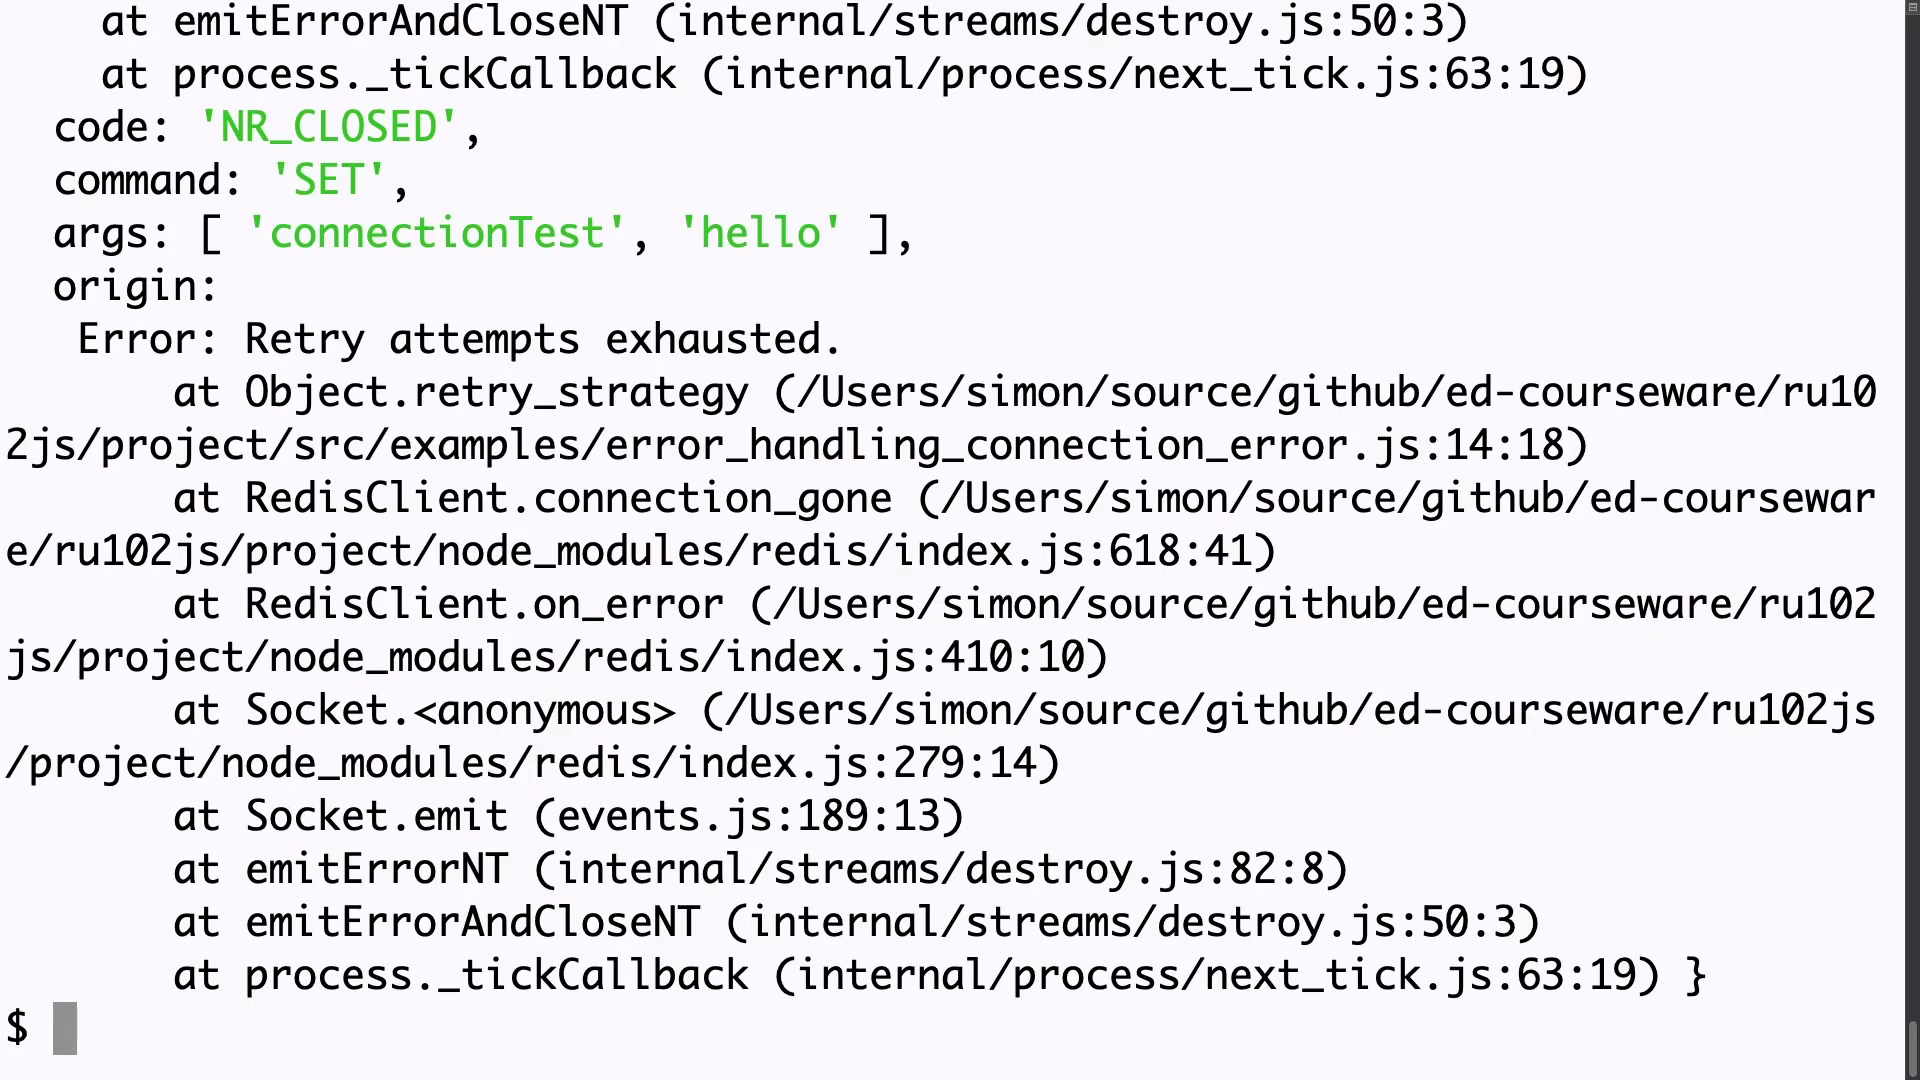 at emitErrorAndCloseNT (internal/streams/destroy.js:50:3)
at process._tickCallback (internal/process/next_tick.js:63:19)
code: 'NR_CLOSED',
command: 'SET',
args: [ 'connectionTest', 'hello' ],
origin:
Error: Retry attempts exhausted.
at Object.retry_strategy (/Users/simon/source/github/ed-courseware/ru10
2js/project/src/examples/error_handling_connection_error.js:14:18)
at RedisClient.connection_gone (/Users/simon/source/github/ed-coursewar
e/ru102js/project/node_modules/redis/index.js:618:41)
at RedisClient.on_error (/Users/simon/source/github/ed-courseware/ru102
js/project/node_modules/redis/index.js:410:10)
at Socket.<anonymous> (/Users/simon/source/github/ed-courseware/ru102js
/project/node_modules/redis/index.js:279:14)
at Socket.emit (events.js:189:13)
at emitErrorNT (internal/streams/destroy.js:82:8)
at emitErrorAndCloseNT (internal/streams/destroy.js:50:3)
at process._tickCallback (internal/process/next_tick.js:63:19) }
$